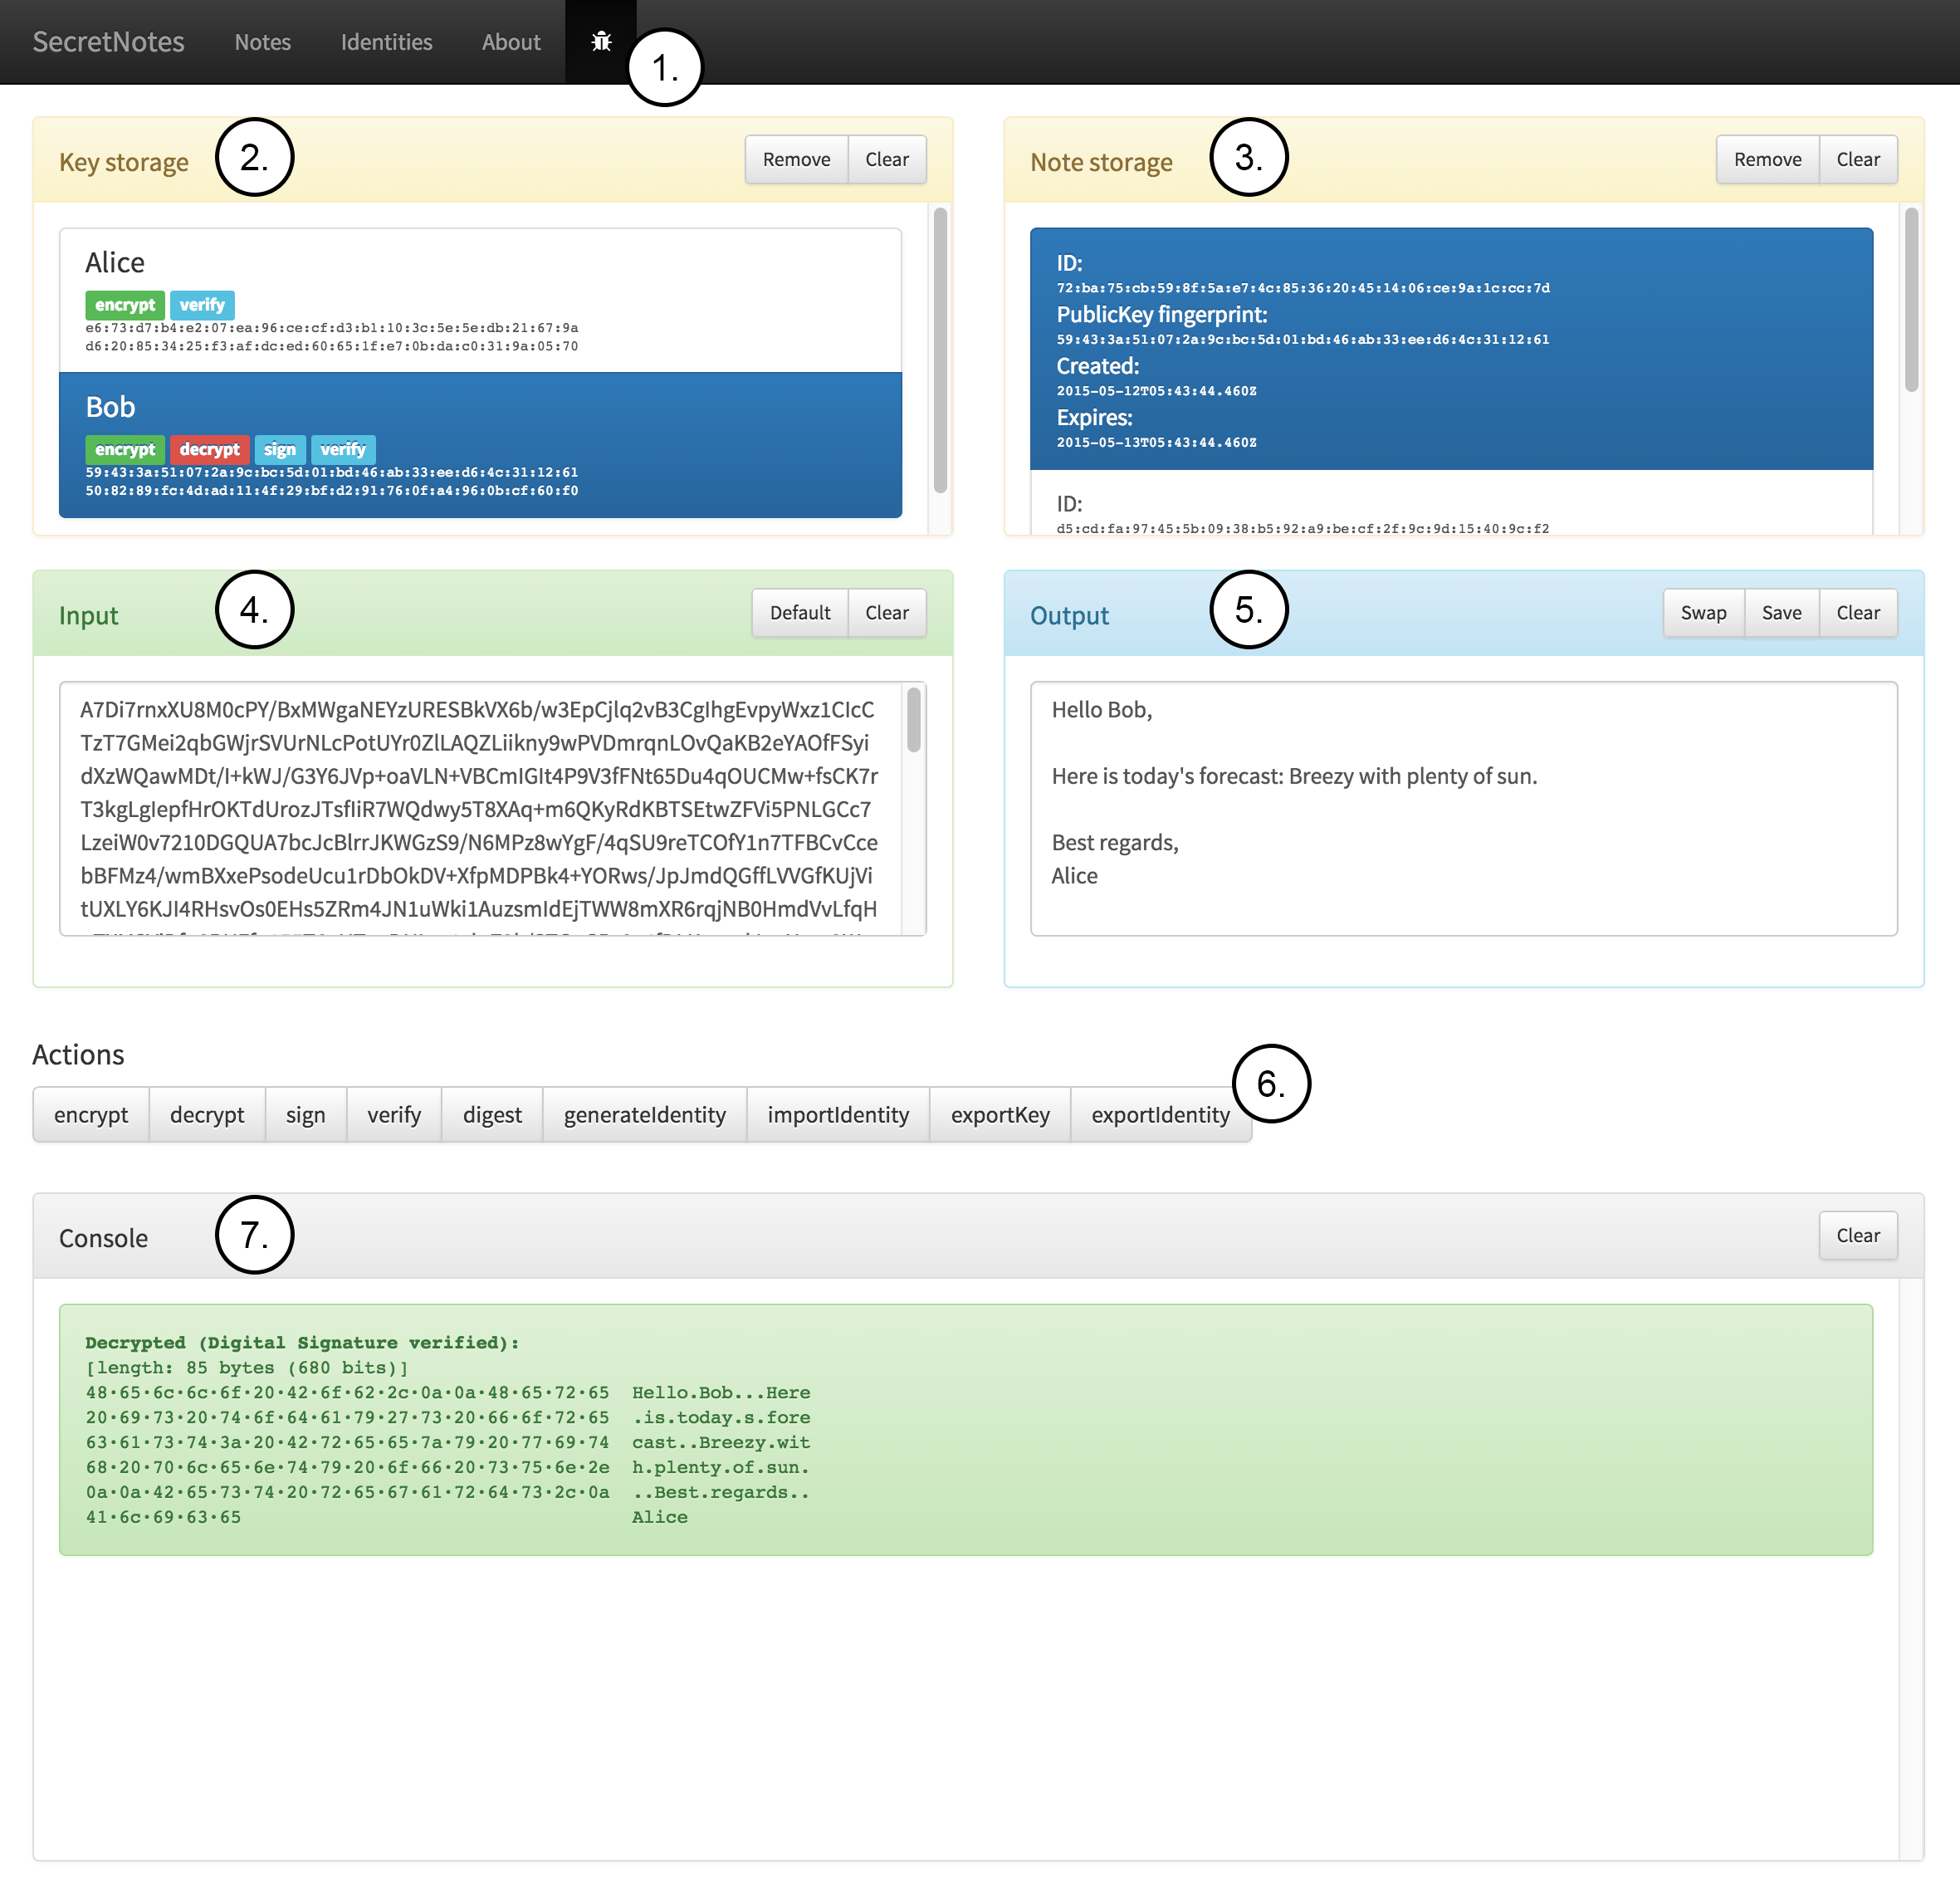 SecretNotes Notes Identities About
1.
Key storage 2. Remove Clear
Alice
encrypt verify
e6:73:d7:b4:e2:07:ea:96:ce:cf:d3:b1:10:3c:5e:5e:db:21:67:9a
d6:20:85:34:25:f3:af:dc:ed:60:65:1f:e7:0b:da:c0:31:9a:05:70
Bob
encrypt decrypt sign verify
59:43:3a:51:07:2a:9c:bc:5d:01:bd:46:ab:33:ee:d6:4c:31:12:61
50:82:89:fc:4d:ad:11:4f:29:bf:d2:91:76:0f:a4:96:0b:cf:60:f0
Note storage 3. Remove Clear
ID:
72:ba:75:cb:59:8f:5a:e7:4c:85:36:20:45:14:06:ce:9a:1c:cc:7d
PublicKey fingerprint:
59:43:3a:51:07:2a:9c:bc:5d:01:bd:46:ab:33:ee:d6:4c:31:12:61
Created:
2015-05-12T05:43:44.460Z
Expires:
2015-05-13T05:43:44.460Z
ID:
d5:cd:fa:97:45:5b:09:38:b5:92:a9:be:cf:2f:9c:9d:15:40:9c:f2
Input 4. Default Clear
A7Di7rnxXU8M0cPY/BxMWgaNEYzURESBkVX6b/w3EpCjlq2vB3CgIhgEvpyWxz1CIcC
TzT7GMei2qbGWjrSVUrNLcPotUYr0ZlLAQZLiikny9wPVDmrqnLOvQaKB2eYAOfFSyi
dXzWQawMDt/I+kWJ/G3Y6JVp+oaVLN+VBCmIGIt4P9V3fFNt65Du4qOUCMw+fsCK7r
T3kgLgIepfHrOKTdUrozJTsfIiR7WQdwy5T8XAq+m6QKyRdKBTSEtwZFVi5PNLGCc7
LzeiW0v7210DGQUA7bcJcBlrrJKWGzS9/N6MPz8wYgF/4qSU9reTCOfY1n7TFBCvCce
bBFMz4/wmBXxePsodeUcu1rDbOkDV+XfpMDPBk4+YORws/JpJmdQGffLVVGfKUjVi
tUXLY6KJI4RHsvOs0EHs5ZRm4JN1uWki1AuzsmIdEjTWW8mXR6rqjNB0HmdVvLfqH
Output 5. Swap Save Clear
Hello Bob,
Here is today's forecast: Breezy with plenty of sun.
Best regards,
Alice
Actions
encrypt decrypt sign verify digest generateIdentity importIdentity exportKey exportIdentity 6.
Console 7. Clear
Decrypted (Digital Signature verified):
[length: 85 bytes (680 bits)]
48·65·6c·6c·6f·20·42·6f·62·2c·0a·0a·48·65·72·65 Hello.Bob...Here
20·69·73·20·74·6f·64·61·79·27·73·20·66·6f·72·65 .is.today.s.fore
63·61·73·74·3a·20·42·72·65·65·7a·79·20·77·69·74 cast..Breezy.wit
68·20·70·6c·65·6e·74·79·20·6f·66·20·73·75·6e·2e h.plenty.of.sun.
0a·0a·42·65·73·74·20·72·65·67·61·72·64·73·2c·0a ..Best.regards..
41·6c·69·63·65 Alice